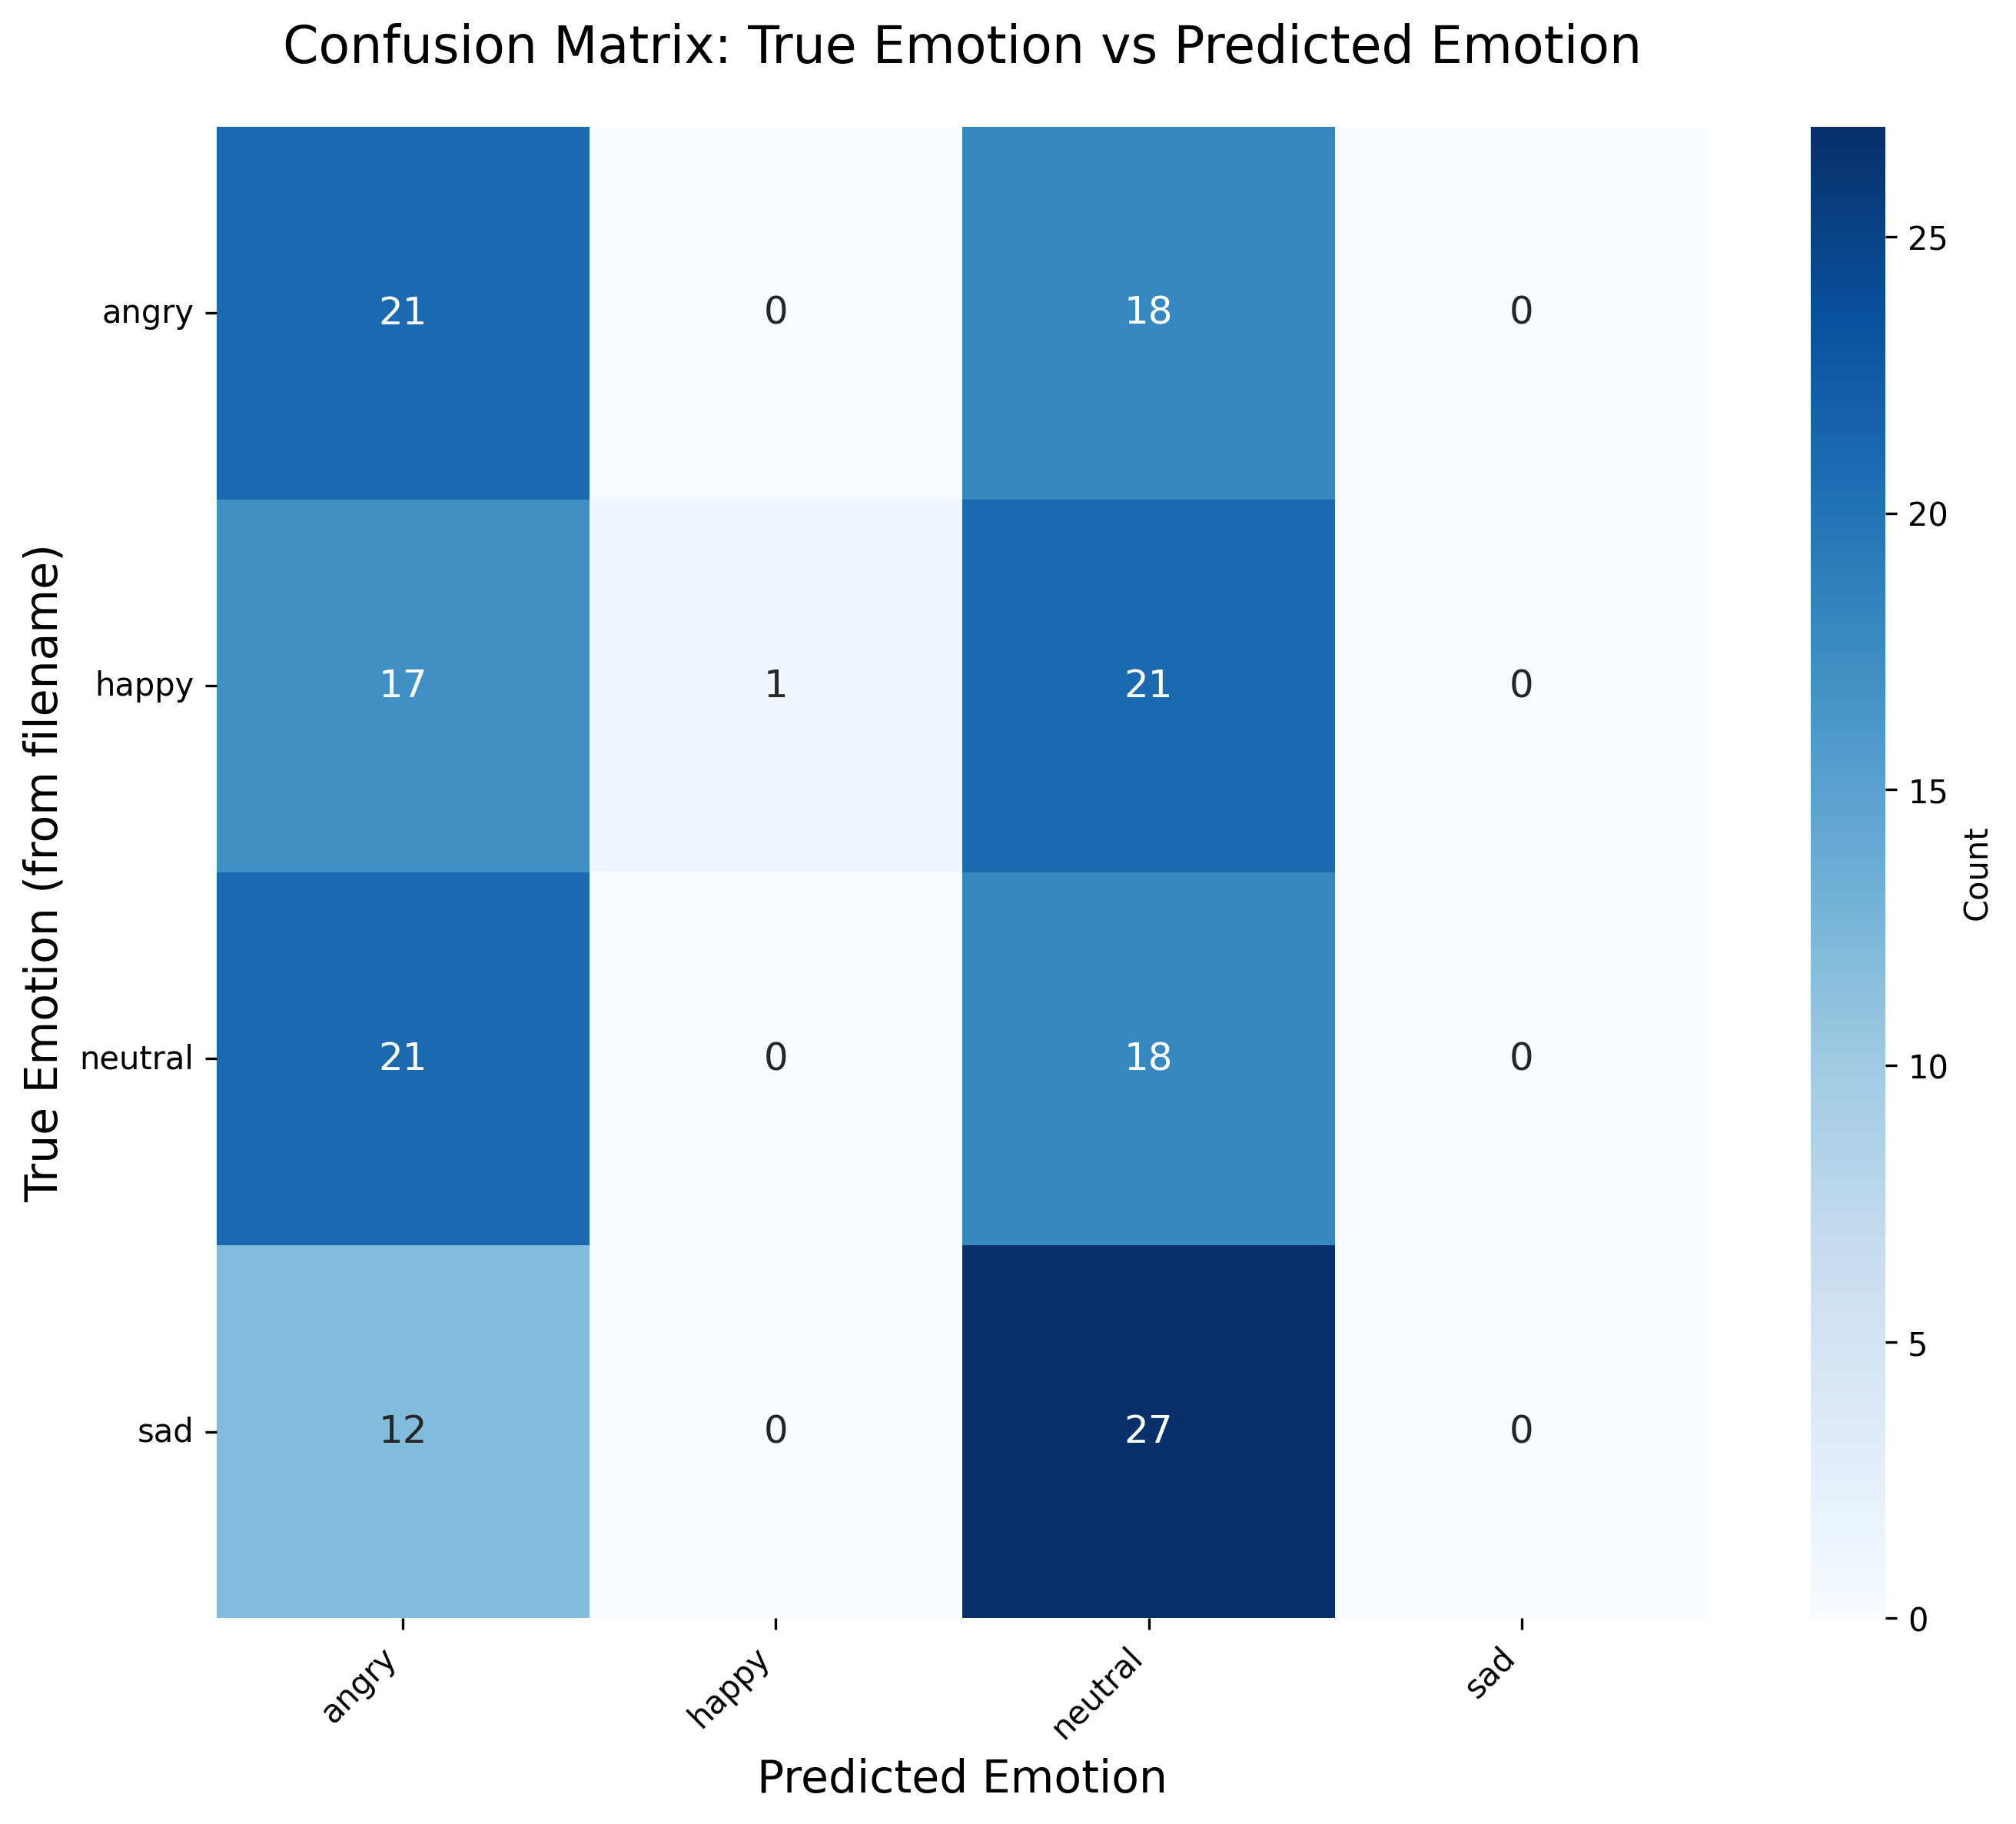 Confusion Matrix: True Emotion vs Predicted Emotion
True Emotion (from filename)
angry 21 0 18 0
happy 17 1 21 0
neutral 21 0 18 0
sad 12 0 27 0
angry happy neutral sad
Predicted Emotion
25
20
15
10
5
0
Count